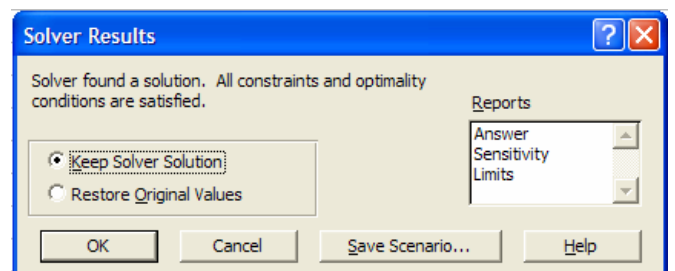 Solver Results
Solver found a solution. All constraints and optimality
conditions are satisfied.
Reports
Answer
Sensitivity
Limits
Keep Solver Solution
Restore Original Values
OK Cancel Save Scenario... Help